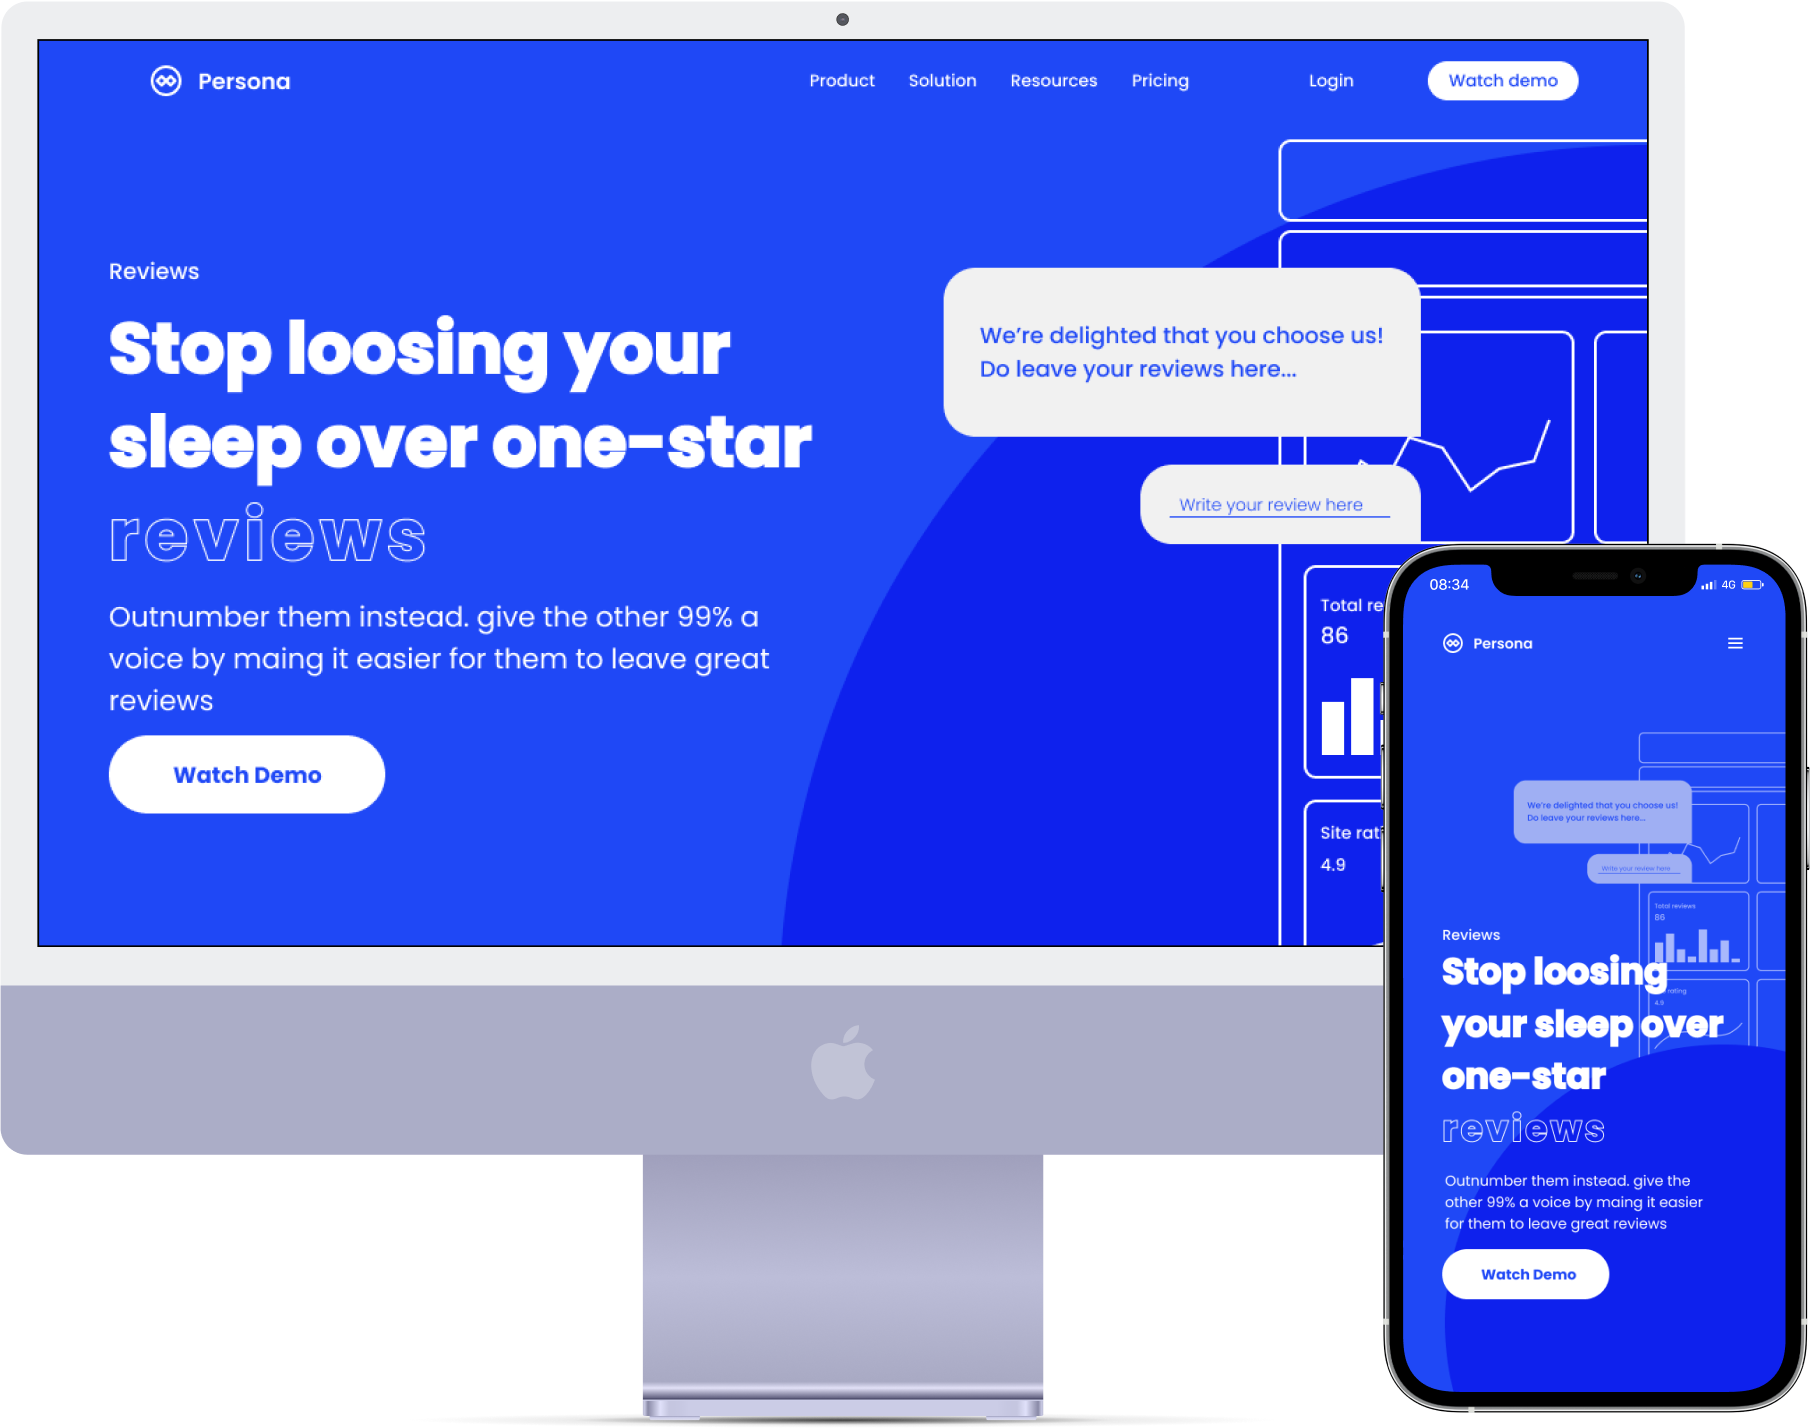 Persona
Product Solution Resources Pricing Login Watch demo
Reviews
Stop loosing your
sleep over one-star
reviews
Outnumber them instead. give the other 99% a
voice by maing it easier for them to leave great
reviews
Watch Demo
We're delighted that you choose us!
Do leave your reviews here...
Write your review here
Total re
86
Site rat
4.9
08:34 4G
Persona
We're delighted that you choose us!
Do leave your reviews here...
Write your review here
Total reviews
86
rating
4.9
Reviews
Stop loosing
your sleep over
one-star
reviews
Outnumber them instead. give the
other 99% a voice by maing it easier
for them to leave great reviews
Watch Demo